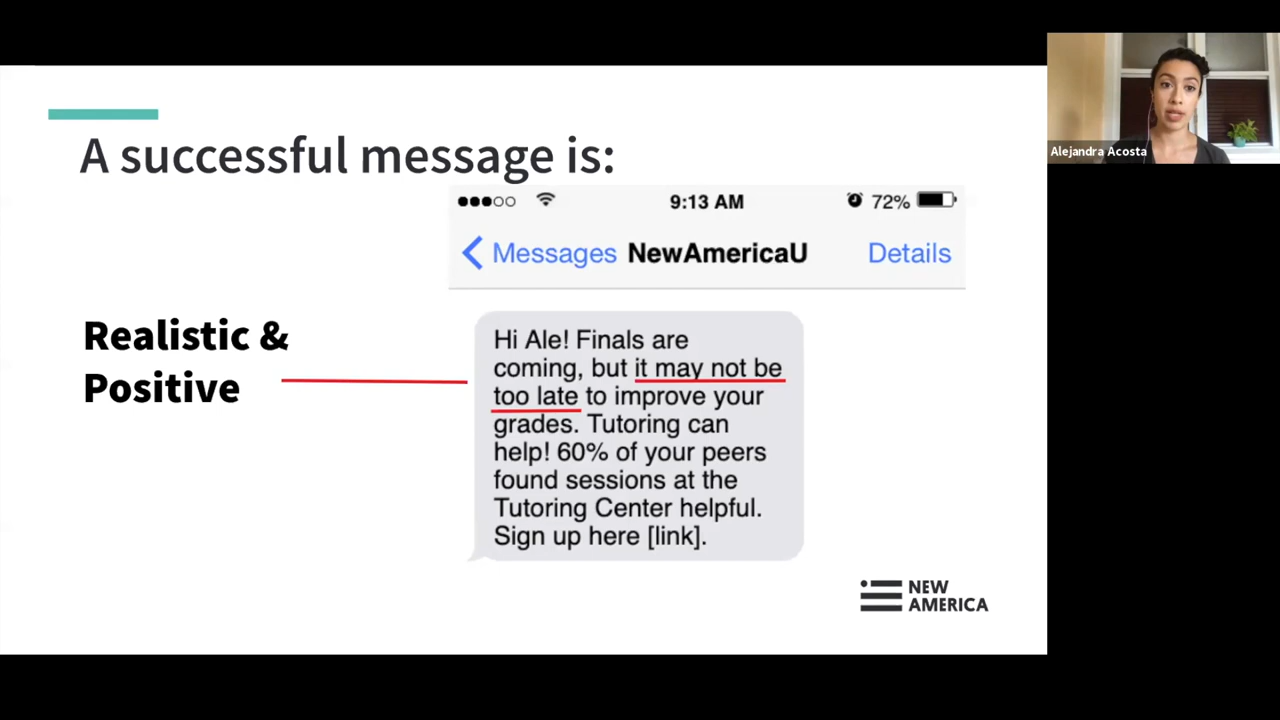 A successful message is:
9:13 AM
72%
Messages NewAmericaU Details
Realistic &
Positive
Hi Ale! Finals are
coming, but it may not be
too late to improve your
grades. Tutoring can
help! 60% of your peers
found sessions at the
Tutoring Center helpful.
Sign up here [link].
NEW
AMERICA
Alejandra Acosta